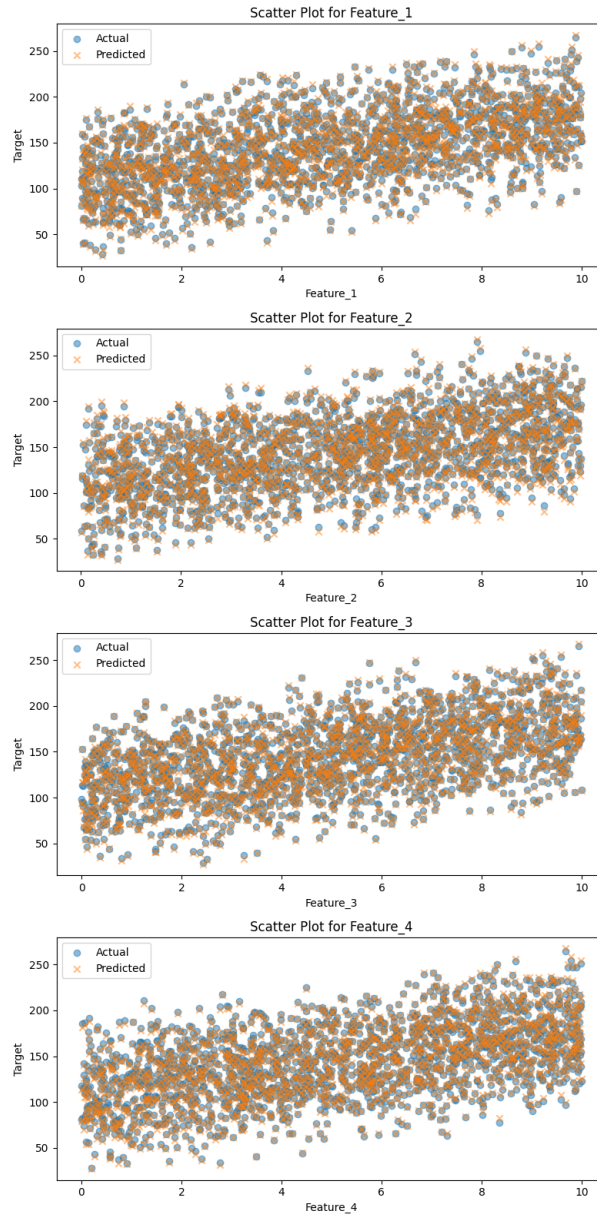 Scatter Plot for Feature_1
Actual
Predicted
250
200
150
100
50
Target
0 2 4 6 8 10
Feature_1
Scatter Plot for Feature_2
Actual
Predicted
250
200
150
100
50
Target
0 2 4 6 8 10
Feature_2
Scatter Plot for Feature_3
Actual
Predicted
250
200
150
100
50
Target
0 2 4 6 8 10
Feature_3
Scatter Plot for Feature_4
Actual
Predicted
250
200
150
100
50
Target
0 2 4 6 8 10
Feature_4